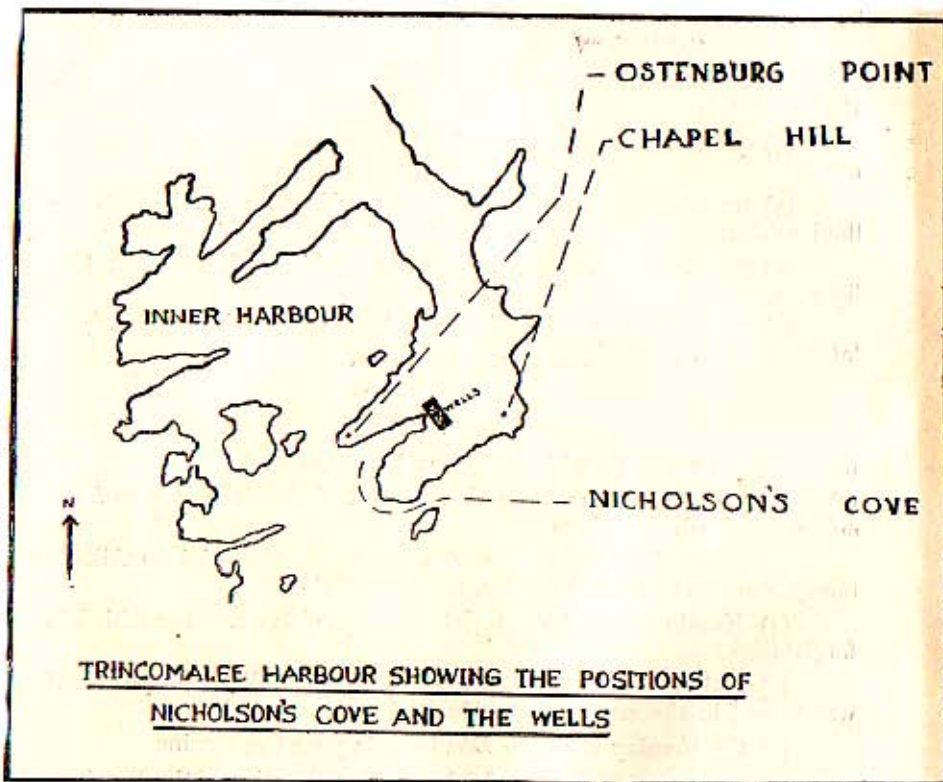 OSTENBURG POINT
CHAPEL HILL
INNER HARBOUR
WELLS
NICHOLSON'S COVE
N
TRINCOMALEE HARBOUR SHOWING THE POSITIONS OF
NICHOLSON'S COVE AND THE WELLS